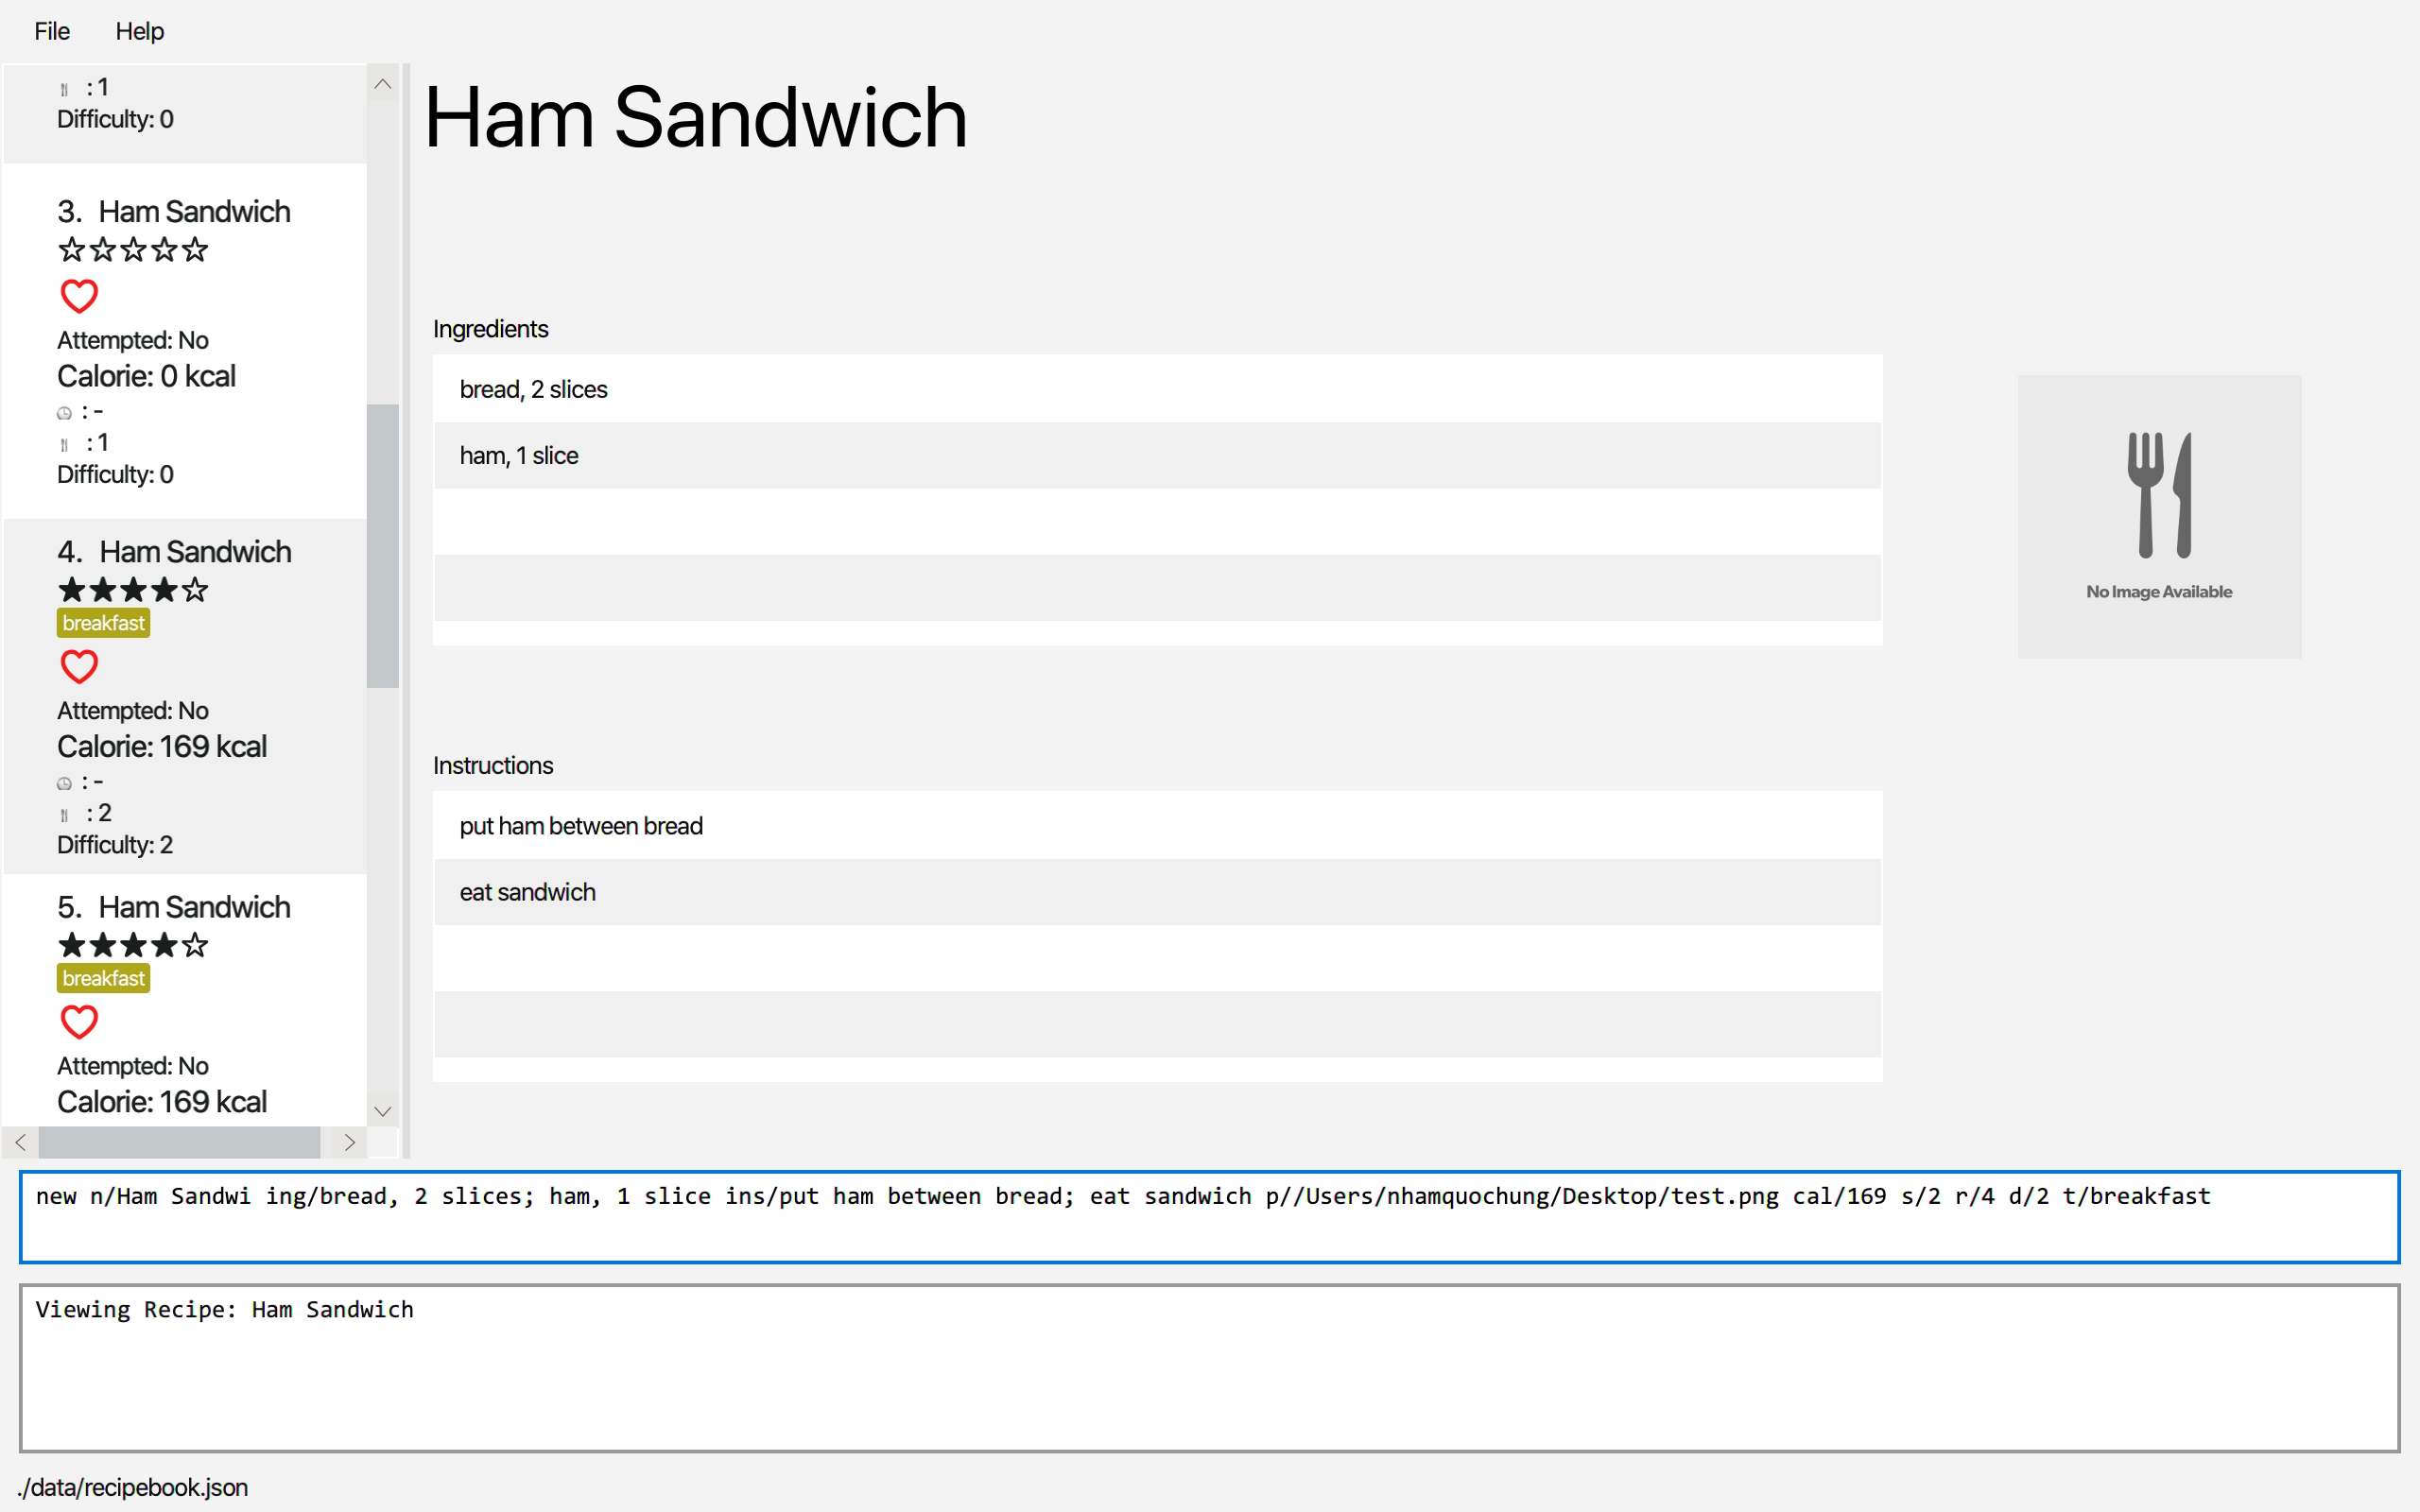 File Help
: 1
Difficulty: 0
3. Ham Sandwich
☆☆☆☆☆
Attempted: No
Calorie: 0 kcal
: -
: 1
Difficulty: 0
4. Ham Sandwich
★★★★☆
breakfast
Attempted: No
Calorie: 169 kcal
: -
: 2
Difficulty: 2
5. Ham Sandwich
★★★★☆
breakfast
Attempted: No
Calorie: 169 kcal
Ham Sandwich
Ingredients
bread, 2 slices
ham, 1 slice
No Image Available
Instructions
put ham between bread
eat sandwich
new n/Ham Sandwi ing/bread, 2 slices; ham, 1 slice ins/put ham between bread; eat sandwich p//Users/nhamquochung/Desktop/test.png cal/169 s/2 r/4 d/2 t/breakfast
Viewing Recipe: Ham Sandwich
./data/recipebook.json